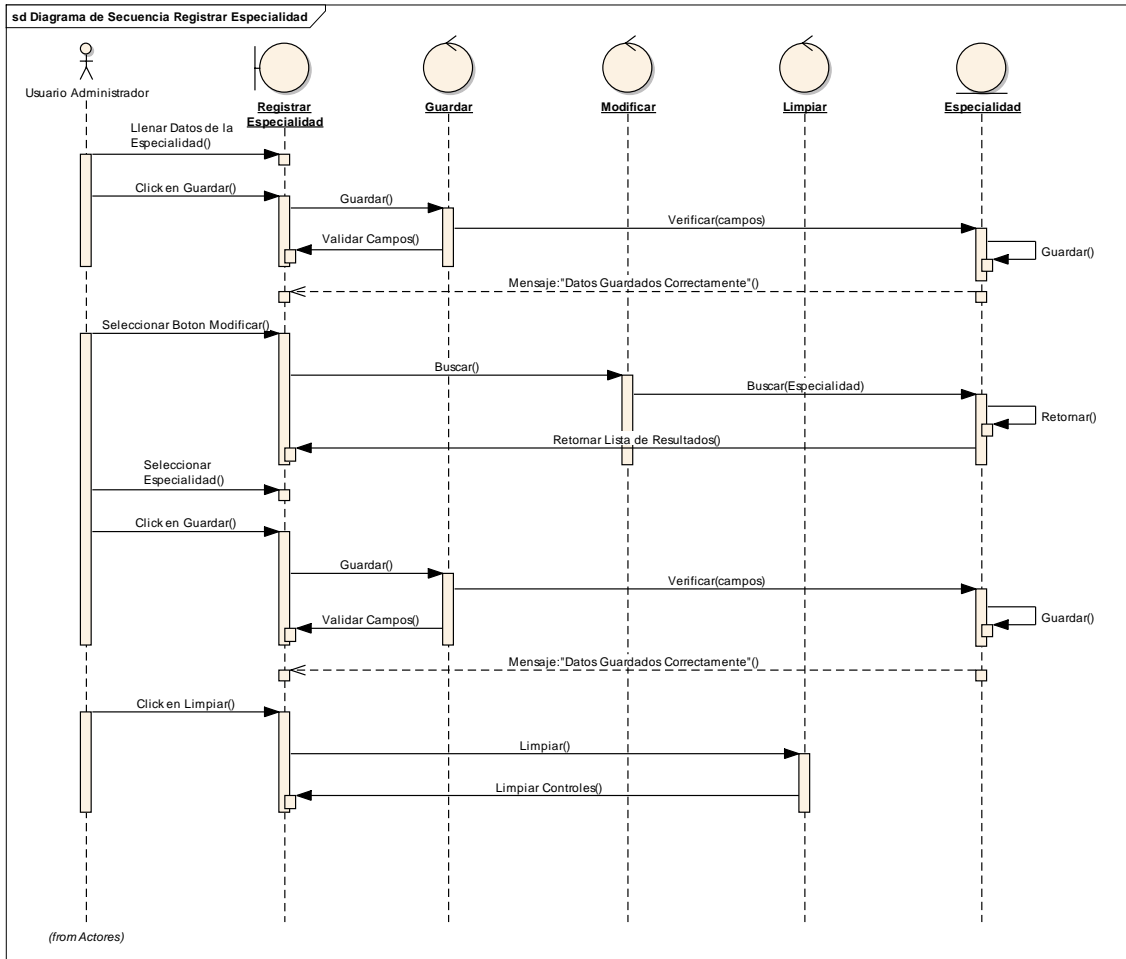 sd Diagrama de Secuencia Registrar Especialidad
Usuario Administrador
Registrar
Especialidad
Guardar
Modificar
Limpiar
Especialidad
Llenar Datos de la
Especialidad()
Click en Guardar()
Guardar()
Verificar(campos)
Validar Campos()
Guardar()
Mensaje:"Datos Guardados Correctamente"()
Seleccionar Boton Modificar()
Buscar()
Buscar(Especialidad)
Retornar()
Retornar Lista de Resultados()
Seleccionar
Especialidad()
Click en Guardar()
Guardar()
Verificar(campos)
Validar Campos()
Guardar()
Mensaje:"Datos Guardados Correctamente"()
Click en Limpiar()
Limpiar()
Limpiar Controles()
(from Actores)